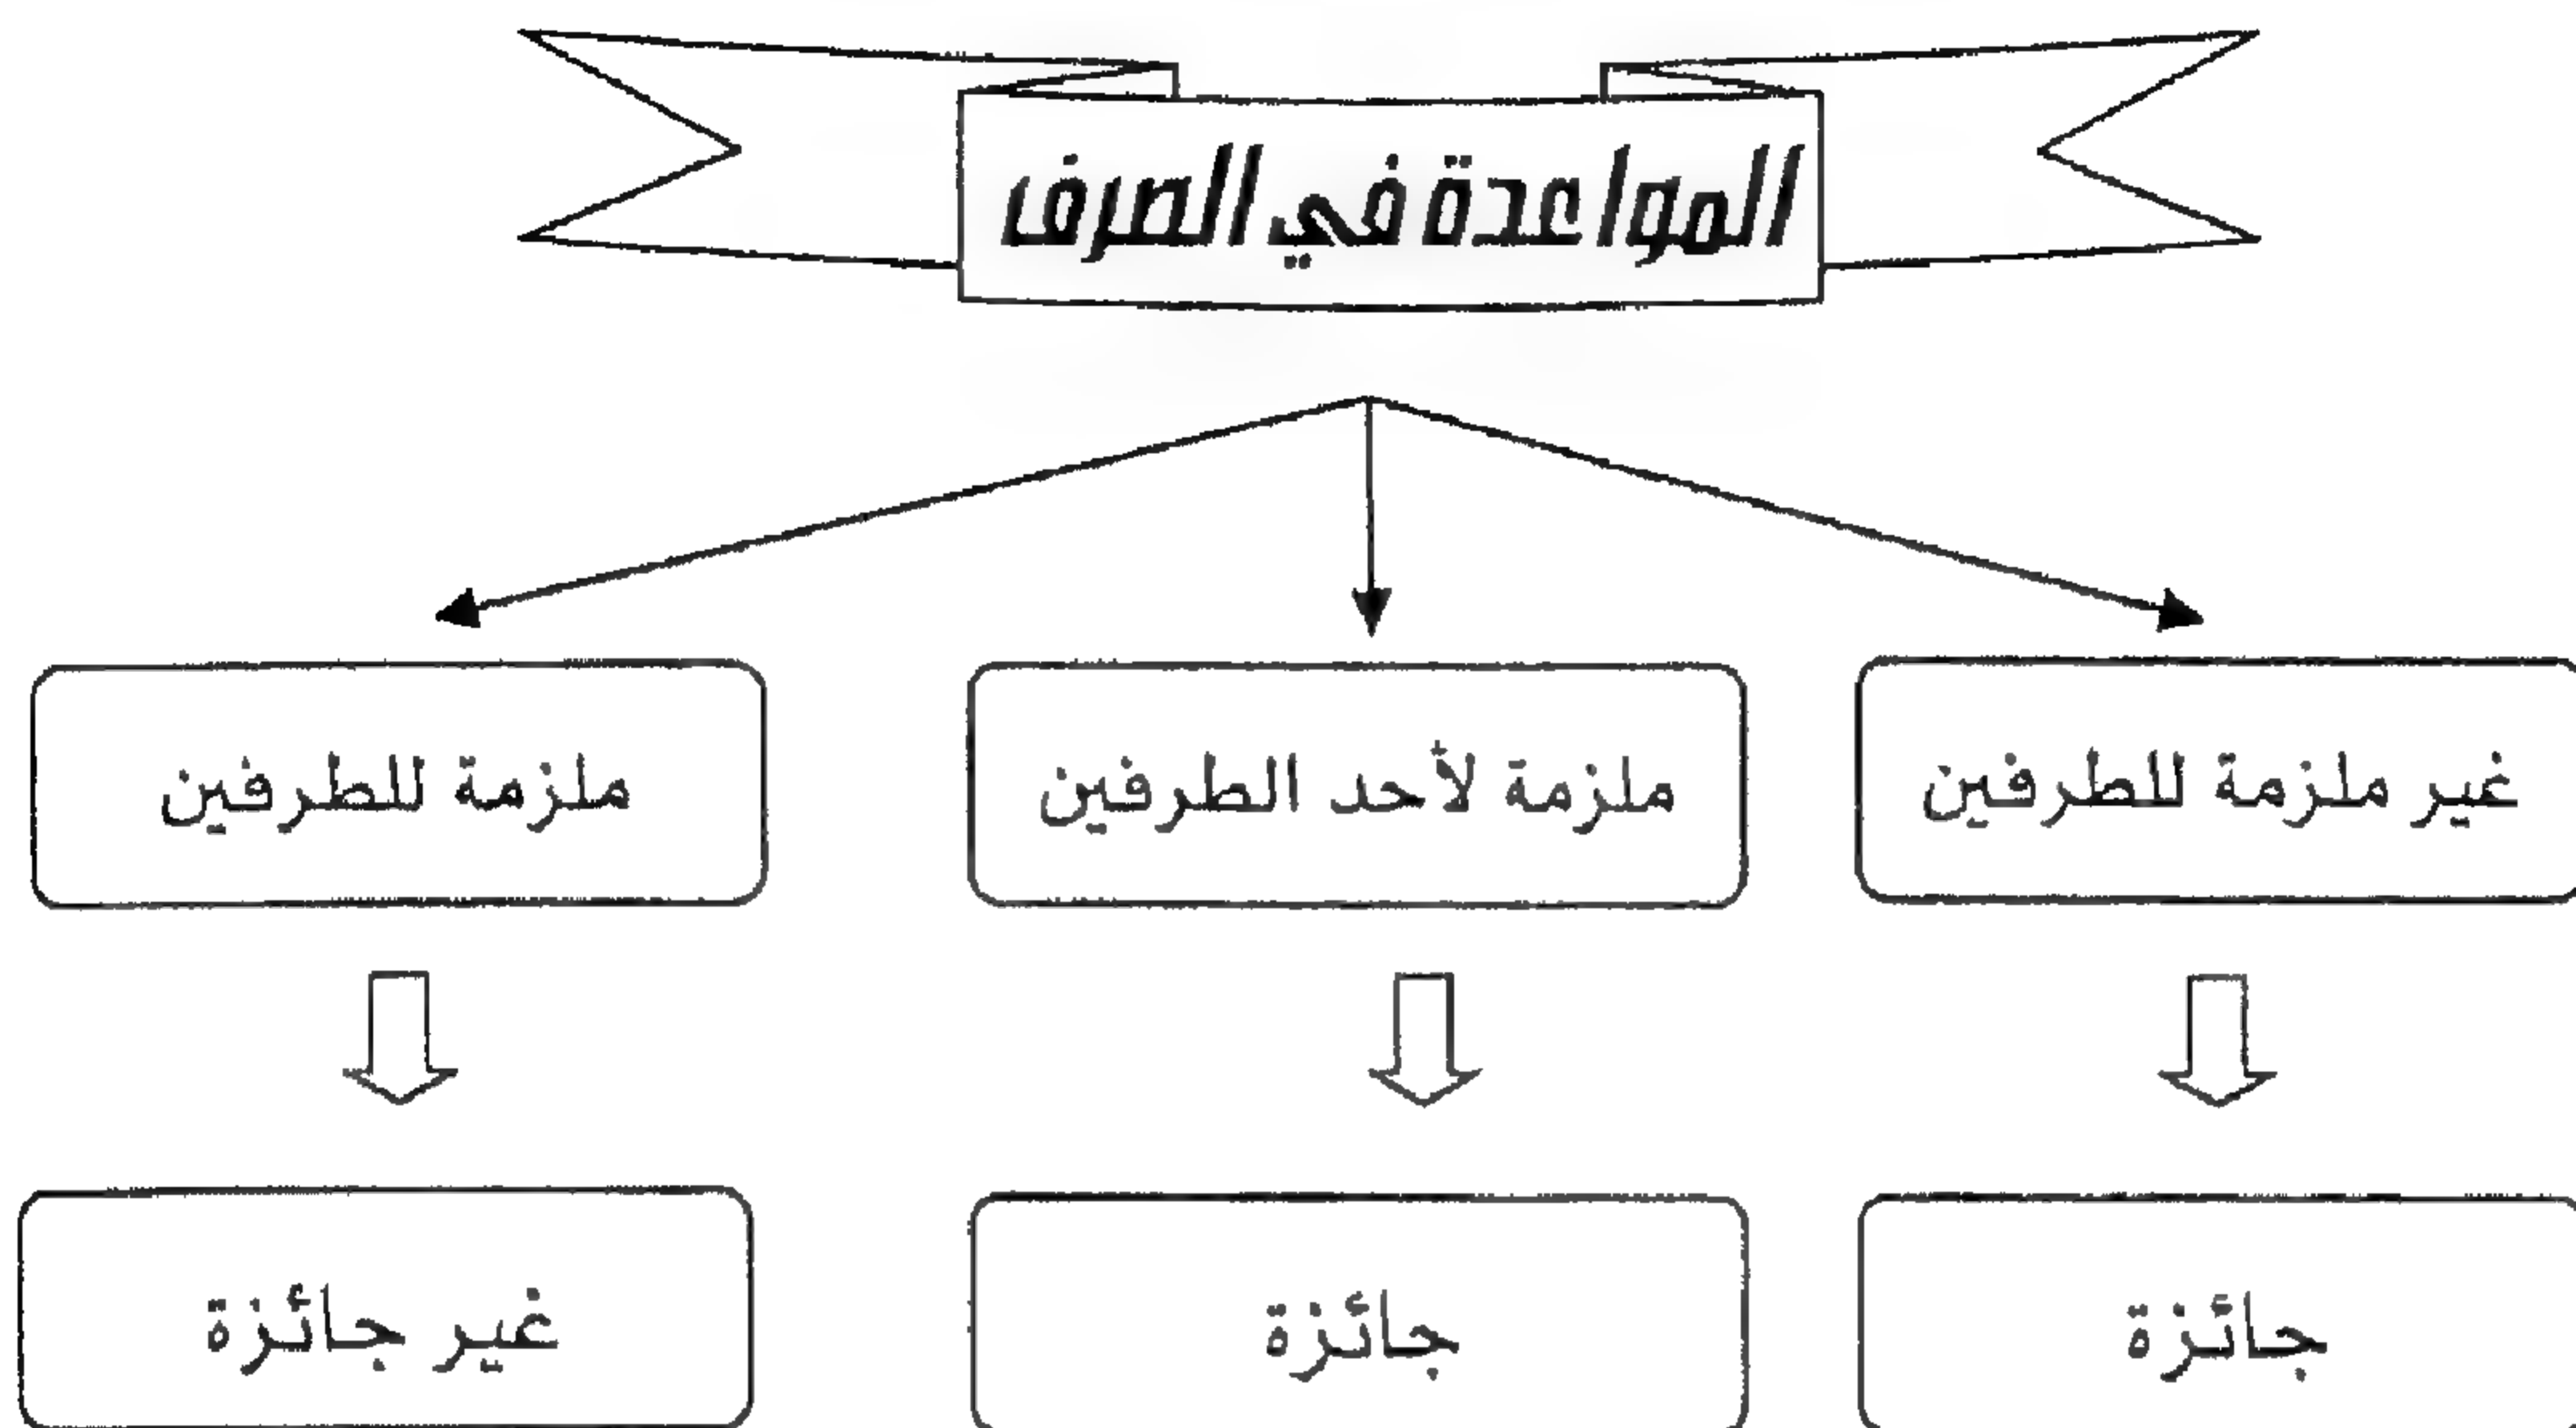 المواعدة في الصرف
غير ملزمة للطرفين
ملزمة لأحد الطرفين
ملزمة للطرفين
جائزة
جائزة
غير جائزة